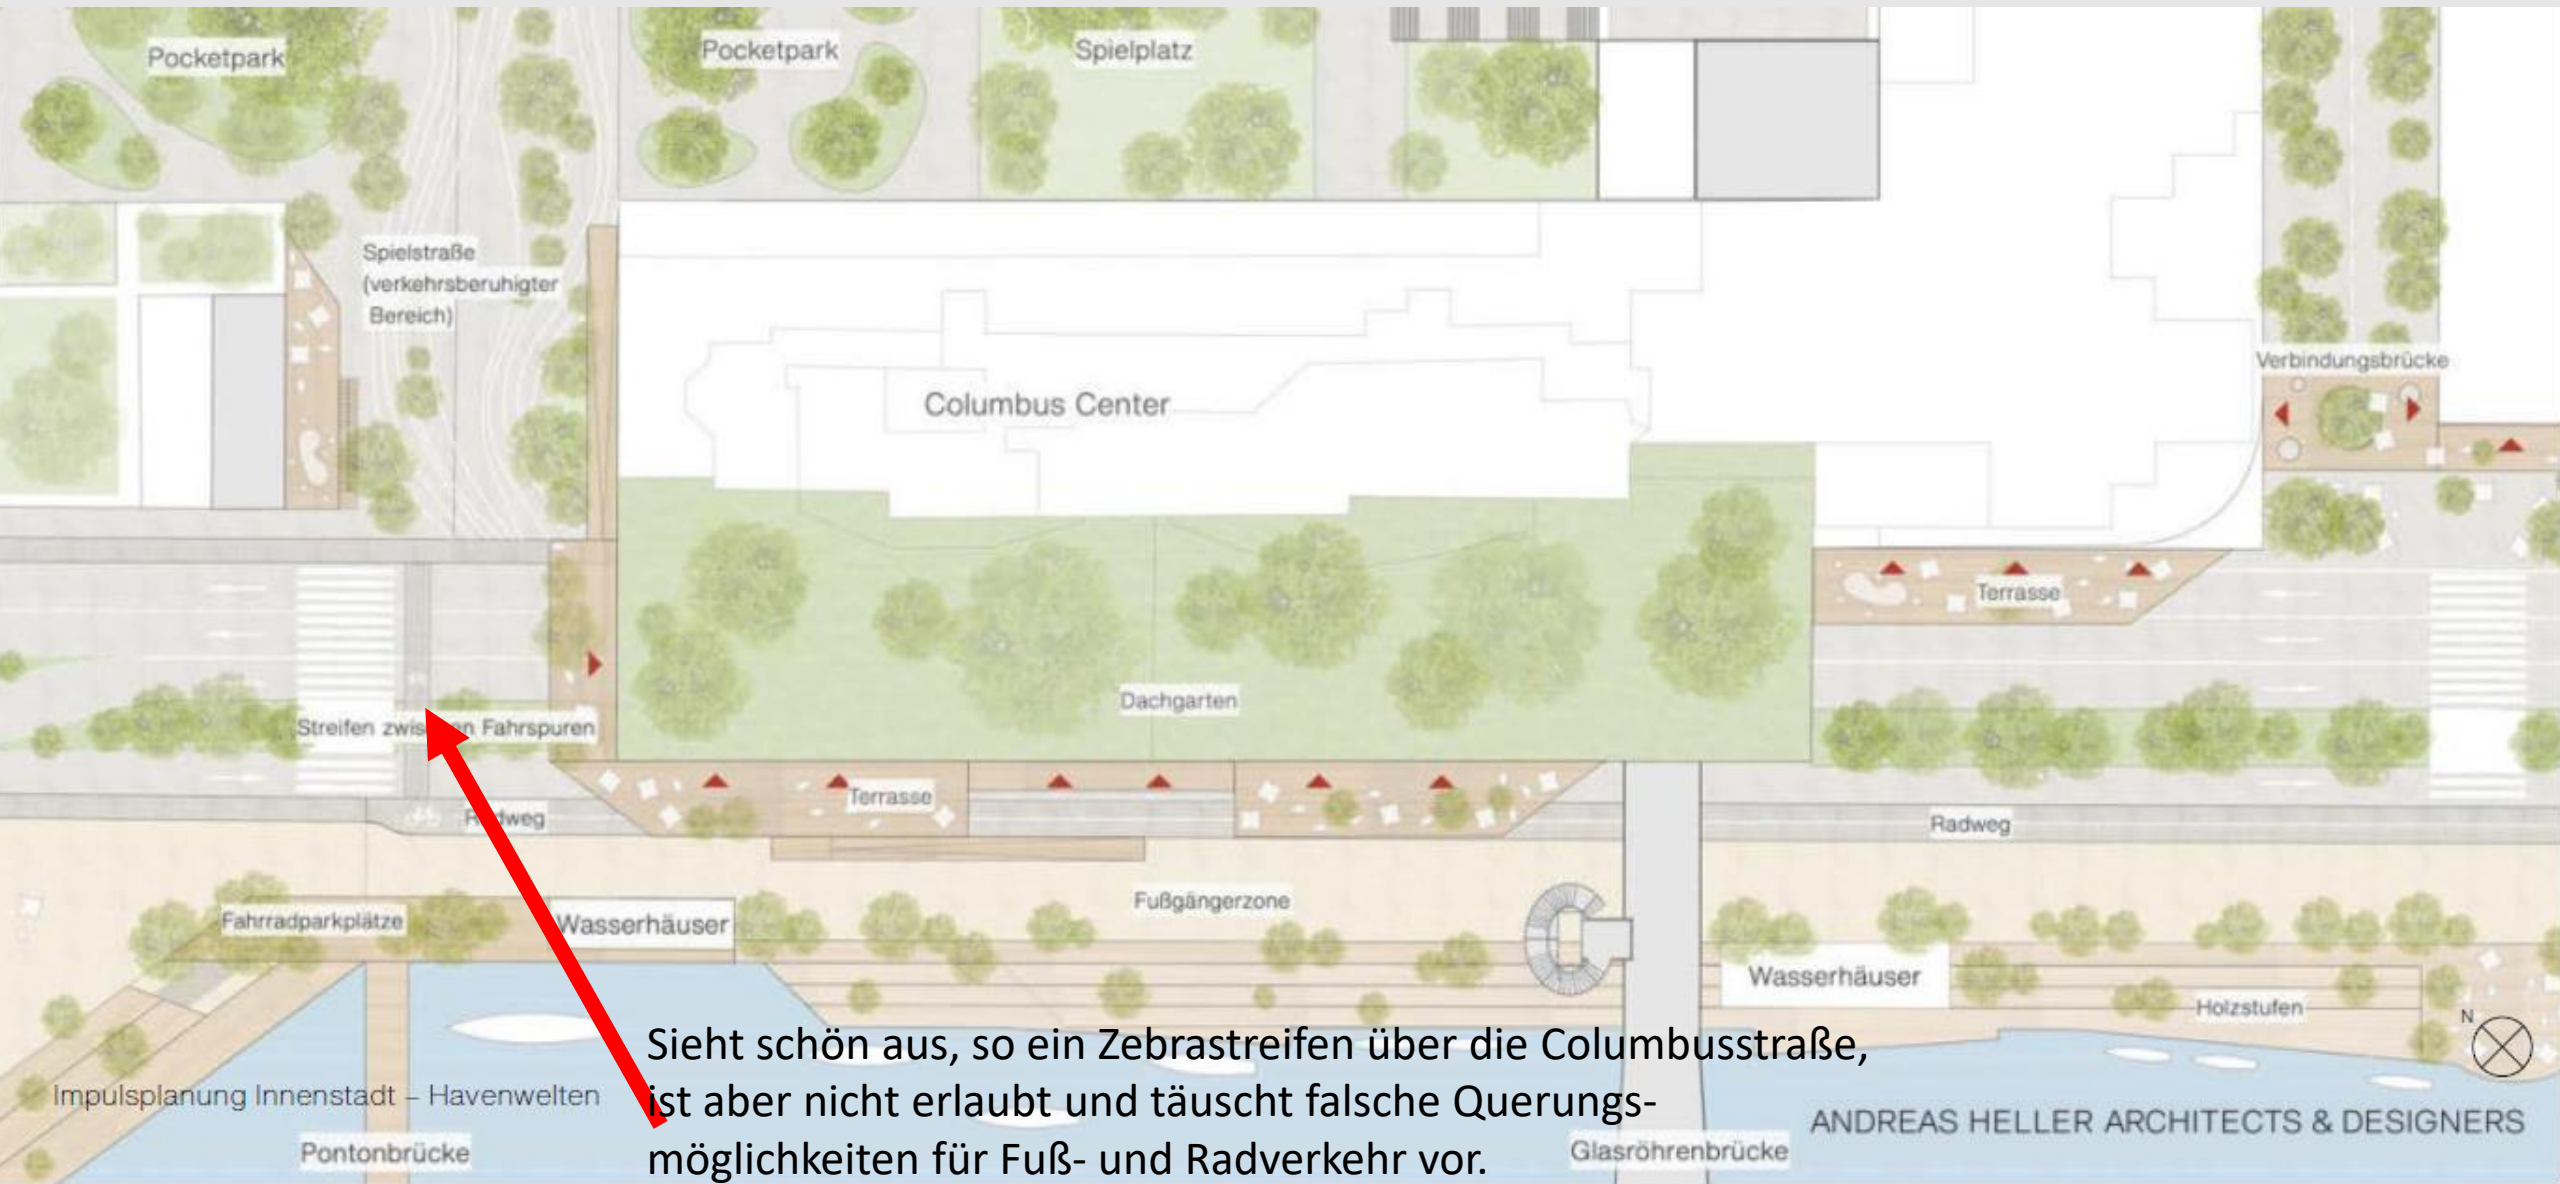 Pocketpark
Pocketpark
Spielplatz
Spielstraße
(verkehrsberuhigter
Bereich)
Verbindungsbrücke
Columbus Center
Terrasse
Dachgarten
Streifen zwis en Fahrspuren
Terrasse
R dweg
Radweg
Fußgängerzone
Fahrradparkplätze
Wasserhäuser
Wasserhäuser
Holzstufen
N
Sieht schön aus, so ein Zebrastreifen über die Columbusstraße,
ist aber nicht erlaubt und täuscht falsche Querungs-
möglichkeiten für Fuß- und Radverkehr vor.
Impulsplanung Innenstadt – Havenwelten
ANDREAS HELLER ARCHITECTS & DESIGNERS
Pontonbrücke
Glasröhrenbrücke